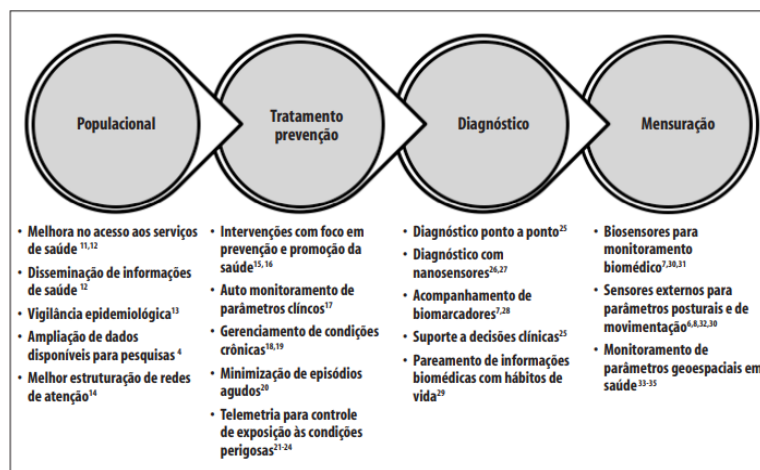 Populacional
Tratamento
prevenção
Diagnóstico
Mensuração
• Melhora no acesso aos serviços
de saúde 11,12
• Disseminação de informações
de saúde 12
• Vigilância epidemiológica13
• Ampliação de dados
disponíveis para pesquisas 4
• Melhor estruturação de redes
de atenção14
• Intervenções com foco em
prevenção e promoção da
saúde15, 16
• Auto monitoramento de
parâmetros clíncos17
• Gerenciamento de condições
crônicas18,19
• Minimização de episódios
agudos20
• Telemetria para controle
de exposição às condições
perigosas21-24
• Diagnóstico ponto a ponto25
• Diagnóstico com
nanosensores26,27
• Acompanhamento de
biomarcadores7,28
• Suporte a decisões clínicas25
• Pareamento de informações
biomédicas com hábitos de
vida29
• Biosensores para
monitoramento
biomédico7,30,31
• Sensores externos para
parâmetros posturais e de
movimentação6,8,32,30
• Monitoramento de
parâmetros geoespaciais em
saúde33-35